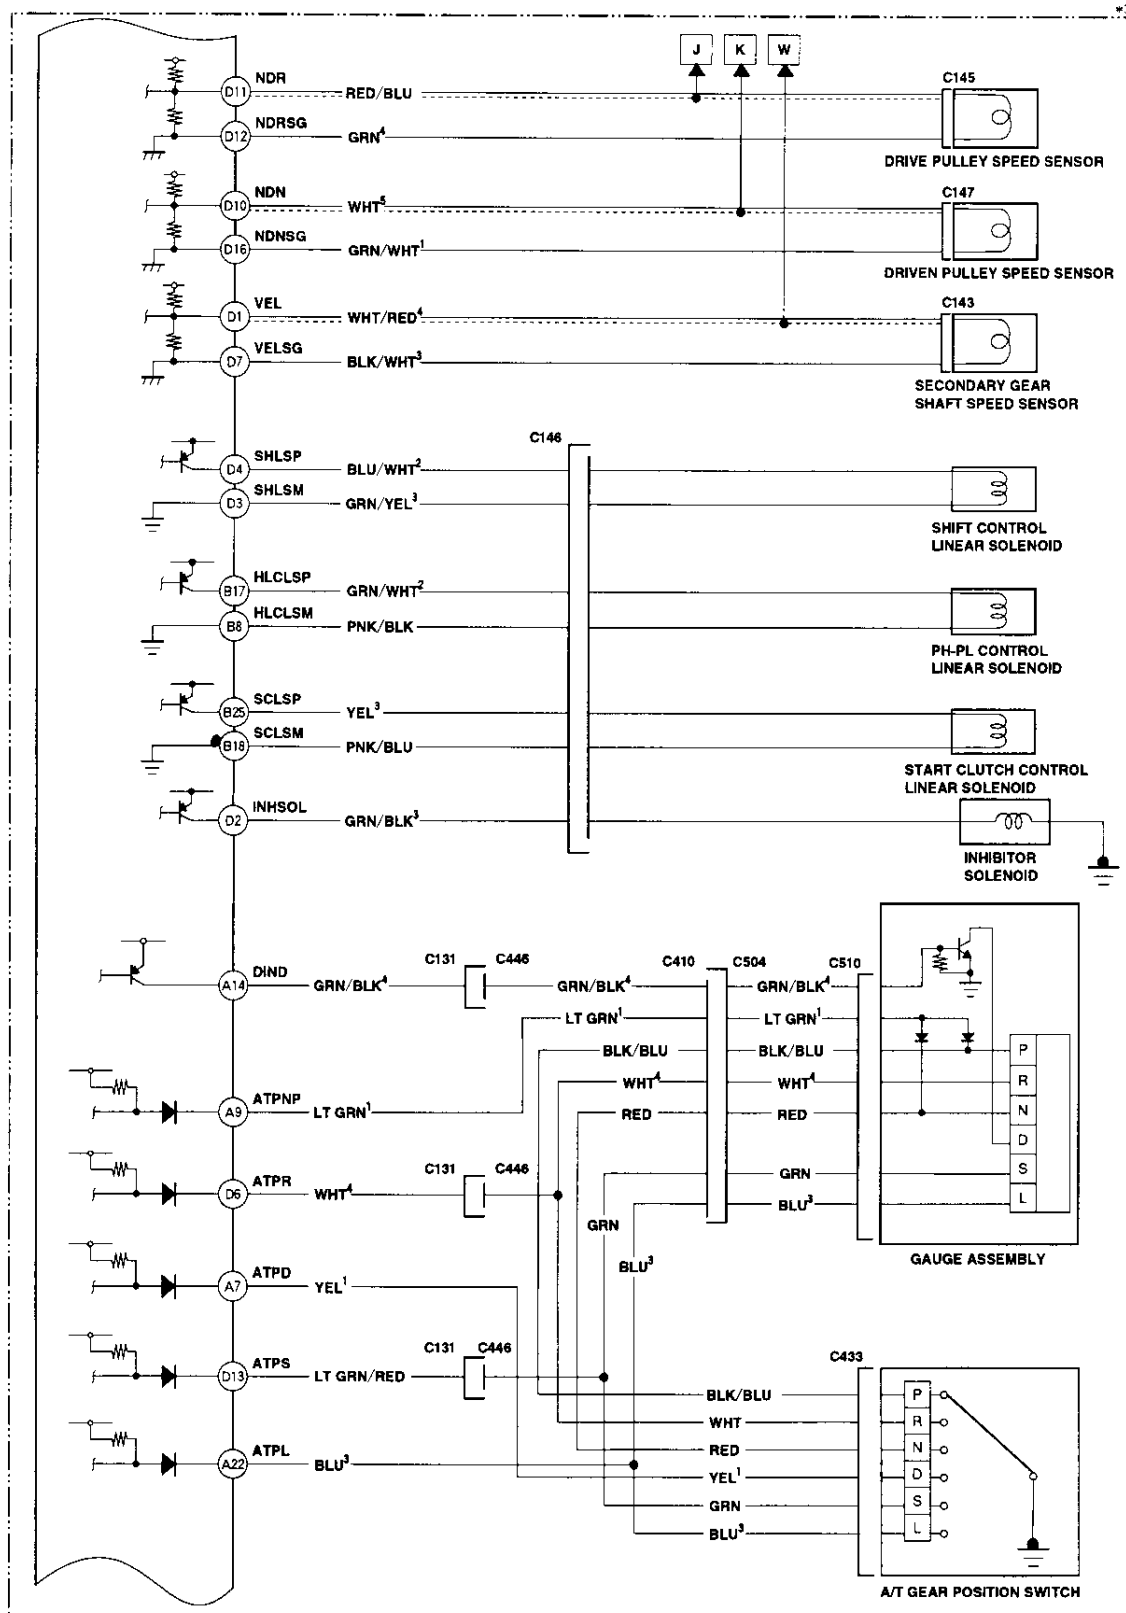 *
J K W
NDR
D11 RED/BLU
C145
NDRSG
D12 GRN⁴
DRIVE PULLEY SPEED SENSOR
NDN
D10 WHT⁵
C147
NDNSG
D16 GRN/WHT¹
DRIVEN PULLEY SPEED SENSOR
VEL
D1 WHT/RED⁴
C143
VELSG
D7 BLK/WHT³
SECONDARY GEAR
SHAFT SPEED SENSOR
C146
SHLSP
D4 BLU/WHT²
SHLSM
D3 GRN/YEL³
SHIFT CONTROL
LINEAR SOLENOID
HLCLSP
B17 GRN/WHT²
HLCLSM
B8 PNK/BLK
PH-PL CONTROL
LINEAR SOLENOID
SCLSP
B25 YEL³
SCLSM
B18 PNK/BLU
START CLUTCH CONTROL
LINEAR SOLENOID
INHSOL
D2 GRN/BLK³
INHIBITOR
SOLENOID
DIND
C131 C446 C410 C504 C510
A14 GRN/BLK⁴ GRN/BLK⁴ GRN/BLK⁴
LT GRN¹ LT GRN¹
BLK/BLU BLK/BLU P
WHT⁴ WHT⁴ R
ATPNP
A9 LT GRN¹ RED RED N
D
GRN S
BLU³ L
ATPR
C131 C446
D6 WHT⁴
GRN
BLU³
GAUGE ASSEMBLY
ATPD
A7 YEL¹
ATPS
C131 C446
D13 LT GRN/RED
C433
BLK/BLU P
WHT R
RED N
YEL¹ D
GRN S
BLU³ L
ATPL
A22 BLU³
A/T GEAR POSITION SWITCH